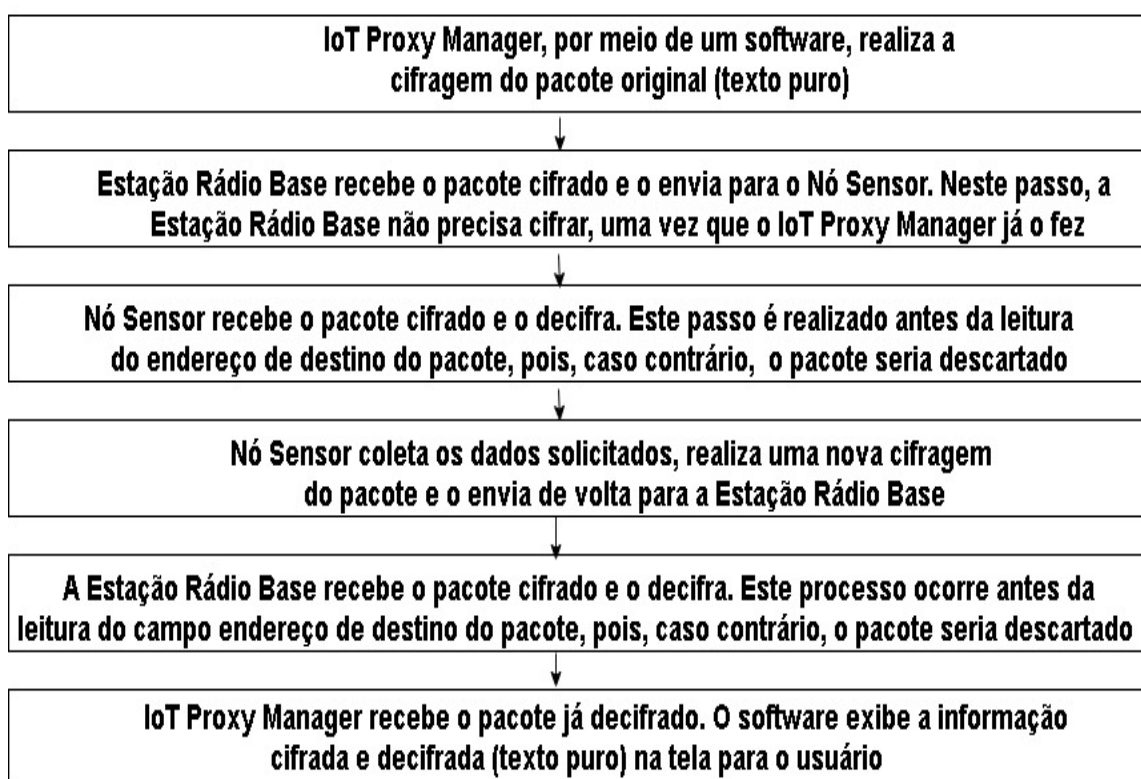 IoT Proxy Manager, por meio de um software, realiza a
cifragem do pacote original (texto puro)
Estação Rádio Base recebe o pacote cifrado e o envia para o Nó Sensor. Neste passo, a
Estação Rádio Base não precisa cifrar, uma vez que o IoT Proxy Manager já o fez
Nó Sensor recebe o pacote cifrado e o decifra. Este passo é realizado antes da leitura
do endereço de destino do pacote, pois, caso contrário, o pacote seria descartado
Nó Sensor coleta os dados solicitados, realiza uma nova cifragem
do pacote e o envia de volta para a Estação Rádio Base
A Estação Rádio Base recebe o pacote cifrado e o decifra. Este processo ocorre antes da
leitura do campo endereço de destino do pacote, pois, caso contrário, o pacote seria descartado
IoT Proxy Manager recebe o pacote já decifrado. O software exibe a informação
cifrada e decifrada (texto puro) na tela para o usuário